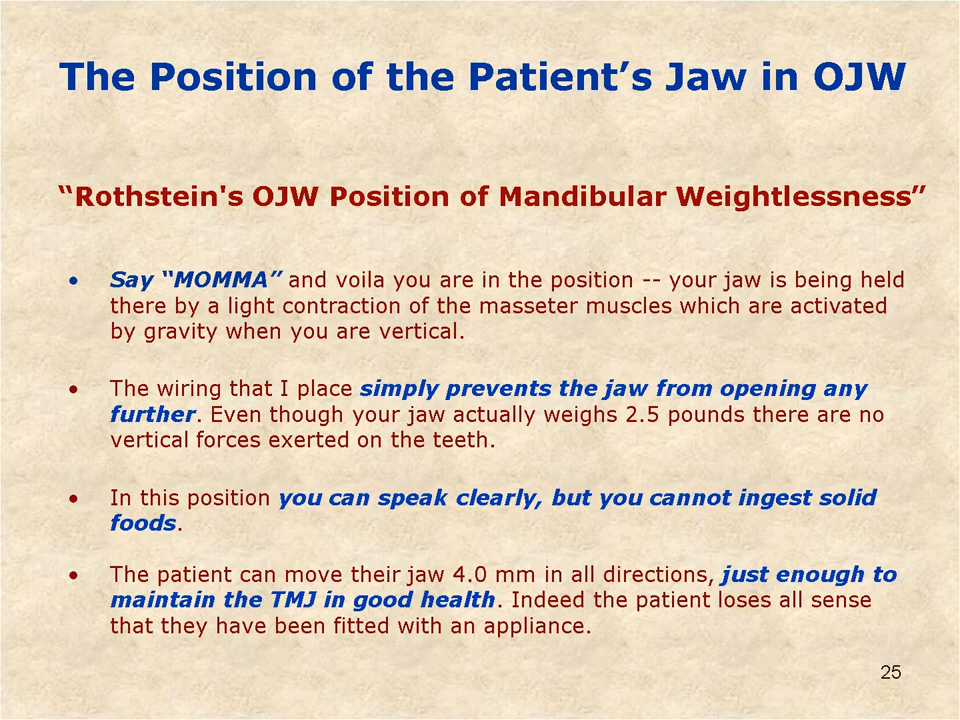 The Position of the Patient’s Jaw in OJW
“Rothstein's OJW Position of Mandibular Weightlessness”
• Say “MOMMA” and voila you are in the position -- your jaw is being held
there by a light contraction of the masseter muscles which are activated
by gravity when you are vertical.
• The wiring that I place simply prevents the jaw from opening any
further. Even though your jaw actually weighs 2.5 pounds there are no
vertical forces exerted on the teeth.
• In this position you can speak clearly, but you cannot ingest solid
foods.
• The patient can move their jaw 4.0 mm in all directions, just enough to
maintain the TMJ in good health. Indeed the patient loses all sense
that they have been fitted with an appliance.
25